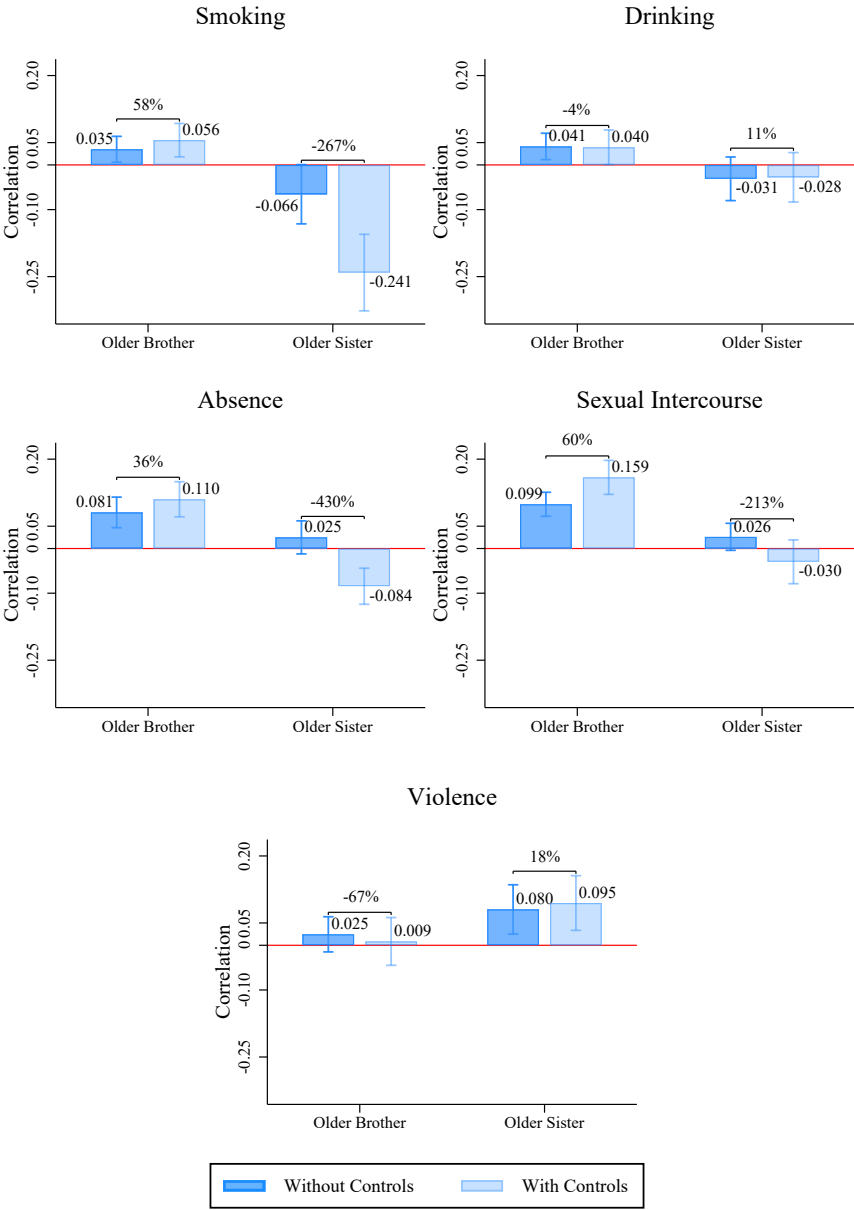 Smoking
Drinking
Correlation
0.20
0.05
0
-0.10
-0.25
0.035
58%
0.056
-0.066
-267%
-0.241
Older Brother
Older Sister
Correlation
0.20
0.05
0
-0.10
-0.25
-4%
0.041
0.040
11%
-0.031
-0.028
Older Brother
Older Sister
Absence
Sexual Intercourse
Correlation
0.20
0.05
0
-0.10
-0.25
36%
0.081
0.110
-430%
0.025
-0.084
Older Brother
Older Sister
Correlation
0.20
0.05
0
-0.10
-0.25
60%
0.099
0.159
-213%
0.026
-0.030
Older Brother
Older Sister
Violence
Correlation
0.20
0.05
0
-0.10
-0.25
-67%
0.025
0.009
18%
0.080
0.095
Older Brother
Older Sister
Without Controls
With Controls